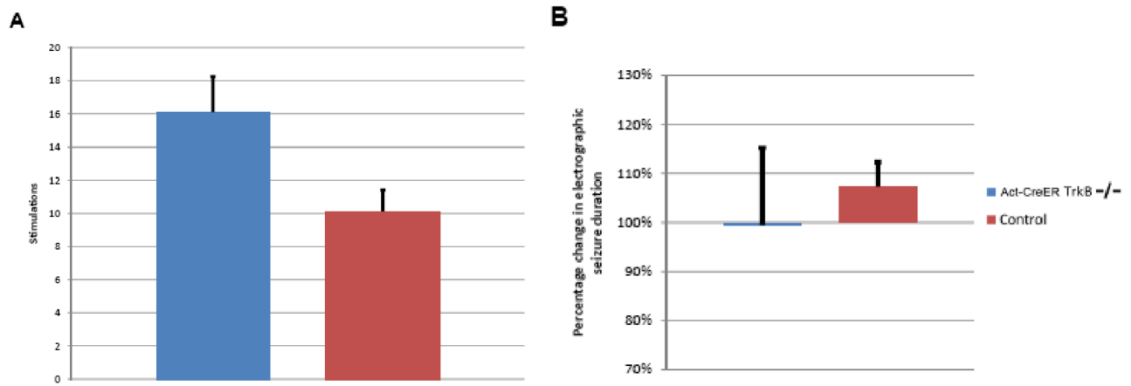 A
Stimulations
20
18
16
14
12
10
8
6
4
2
0
B
Percentage change in electrographic
seizure duration
130%
120%
110%
100%
90%
80%
70%
Act-CreER TrkB -/-
Control